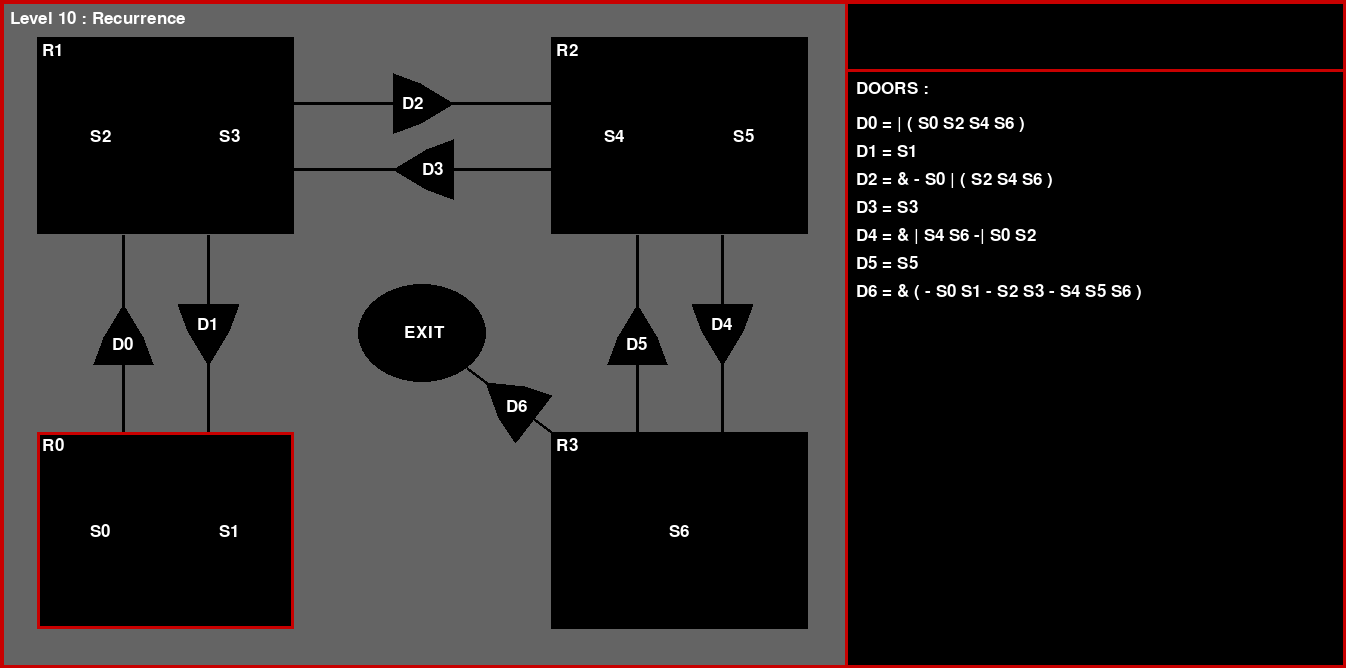 Level 10 : Recurrence
R1
R2
D2
S2 S3
S4 S5
D3
D1
D4
D0
EXIT
D5
D6
R0
R3
S0 S1
S6
DOORS :
D0 = | ( S0 S2 S4 S6 )
D1 = S1
D2 = & - S0 | ( S2 S4 S6 )
D3 = S3
D4 = & | S4 S6 -| S0 S2
D5 = S5
D6 = & ( - S0 S1 - S2 S3 - S4 S5 S6 )